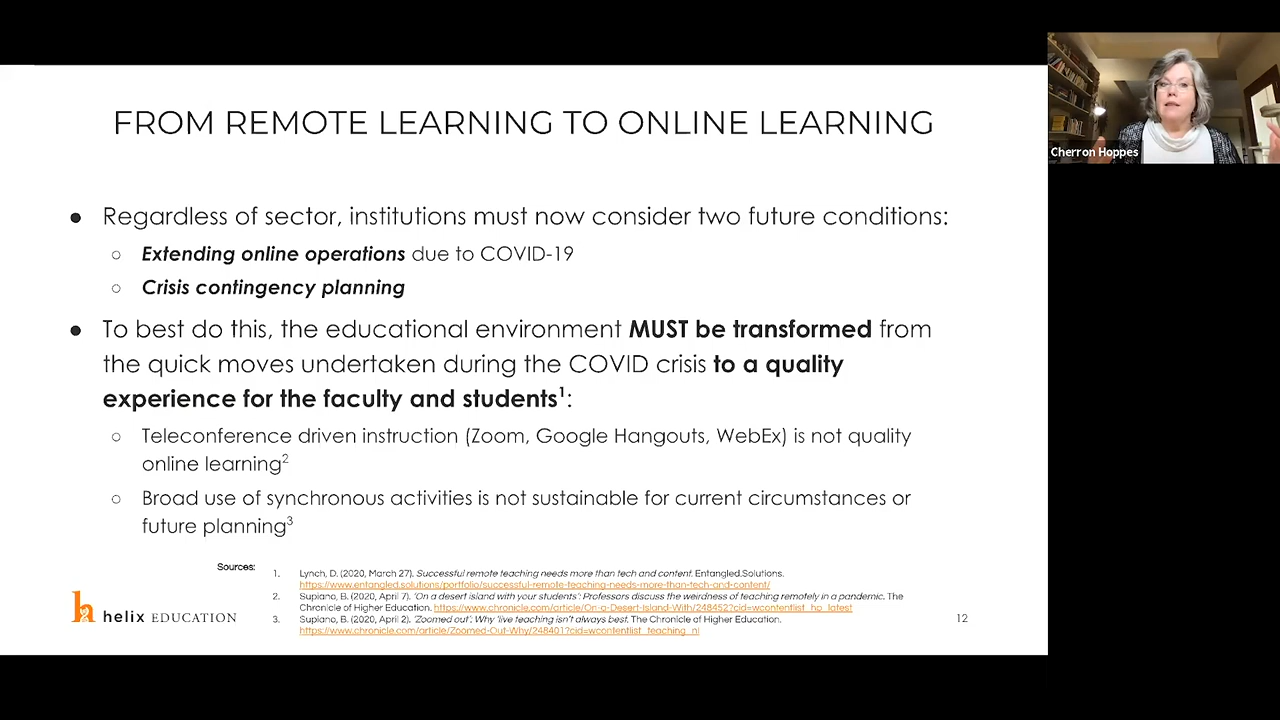 FROM REMOTE LEARNING TO ONLINE LEARNING
Cherron Hoppes
● Regardless of sector, institutions must now consider two future conditions:
○ Extending online operations due to COVID-19
○ Crisis contingency planning
● To best do this, the educational environment MUST be transformed from
the quick moves undertaken during the COVID crisis to a quality
experience for the faculty and students1:
○ Teleconference driven instruction (Zoom, Google Hangouts, WebEx) is not quality
online learning2
○ Broad use of synchronous activities is not sustainable for current circumstances or
future planning3
Sources:
1. Lynch, D. (2020, March 27). Successful remote teaching needs more than tech and content. Entangled.Solutions.
https://www.entangled.solutions/portfolio/successful-remote-teaching-needs-more-than-tech-and-content/
2. Supiano, B. (2020, April 7). 'On a desert island with your students': Professors discuss the weirdness of teaching remotely in a pandemic. The
Chronicle of Higher Education. https://www.chronicle.com/article/On-a-Desert-Island-With/248452?cid=wcontentlist_hp_latest
3. Supiano, B. (2020, April 2). 'Zoomed out': Why 'live teaching isn't always best. The Chronicle of Higher Education.
https://www.chronicle.com/article/Zoomed-Out-Why/248401?cid=wcontentlist_teaching_nl
helix EDUCATION
12